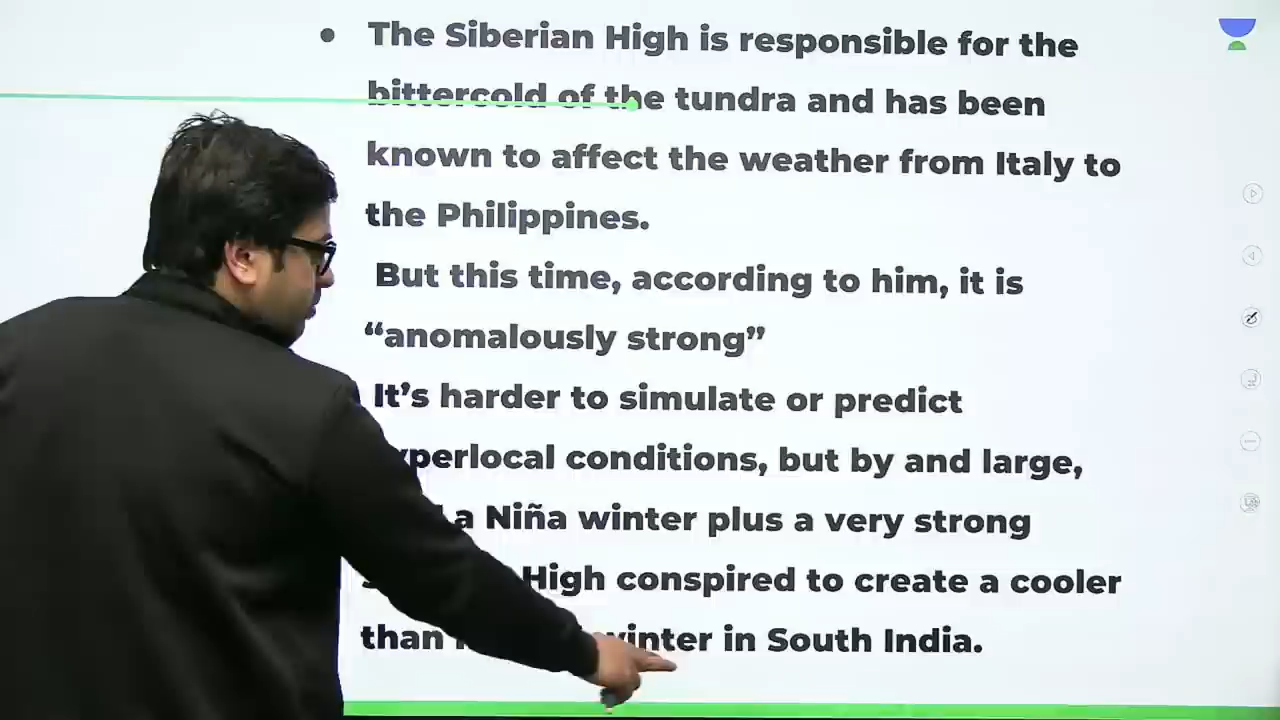 The Siberian High is responsible for the
bittercold of the tundra and has been
known to affect the weather from Italy to
the Philippines.
But this time, according to him, it is
“anomalously strong”
It’s harder to simulate or predict
conditions, but by and large,
La Niña winter plus a very strong
High conspired to create a cooler
than winter in South India.